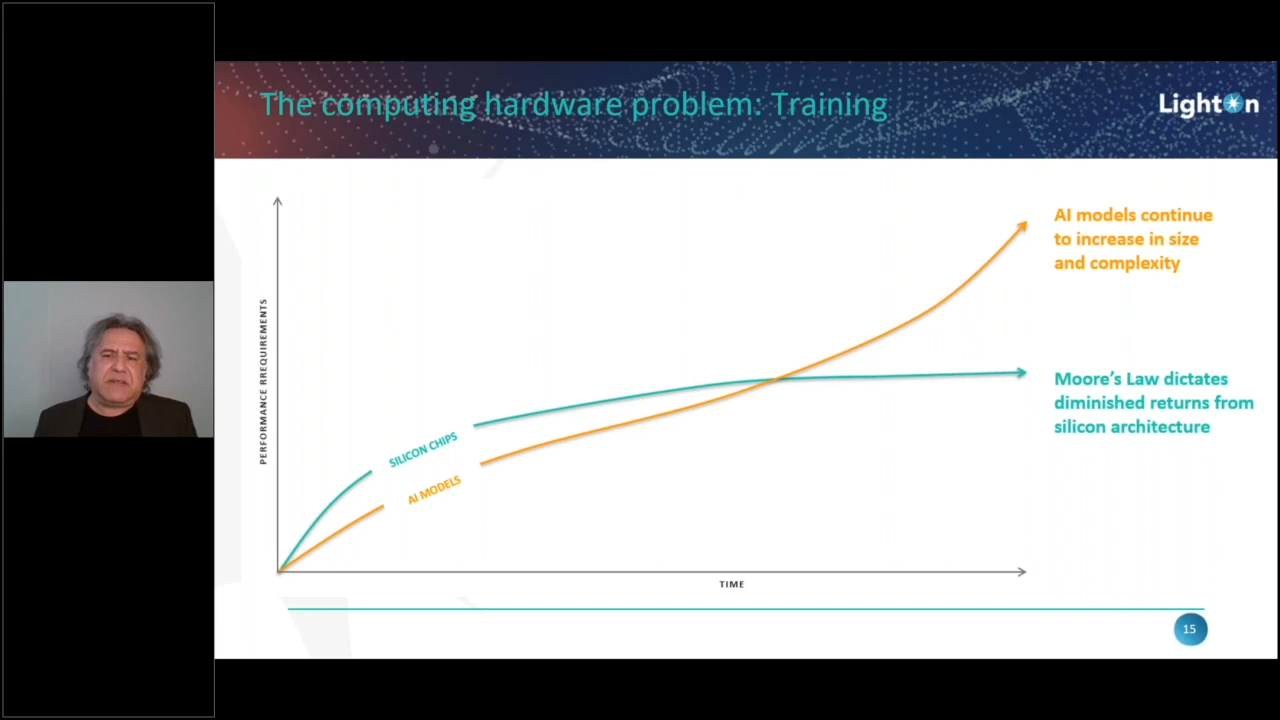 The computing hardware problem: Training
LightOn
AI models continue
to increase in size
and complexity
PERFORMANCE RREQUIREMENTS
Moore's Law dictates
diminished returns from
silicon architecture
SILICON CHIPS
AI MODELS
TIME
15